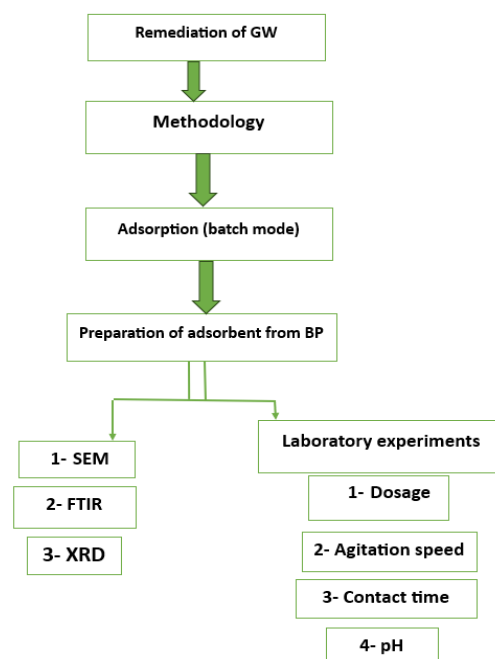 Remediation of GW
Methodology
Adsorption (batch mode)
Preparation of adsorbent from BP
1- SEM
2- FTIR
3- XRD
Laboratory experiments
1- Dosage
2- Agitation speed
3- Contact time
4- pH